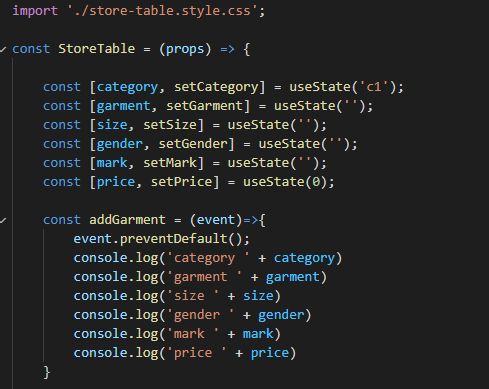 import './store-table.style.css';
const StoreTable = (props) => {
const [category, setCategory] = useState('c1');
const [garment, setGarment] = useState('');
const [size, setSize] = useState('');
const [gender, setGender] = useState('');
const [mark, setMark] = useState('');
const [price, setPrice] = useState(0);
const addGarment = (event)=>{
event.preventDefault();
console.log('category ' + category)
console.log('garment ' + garment)
console.log('size ' + size)
console.log('gender ' + gender)
console.log('mark ' + mark)
console.log('price ' + price)
}